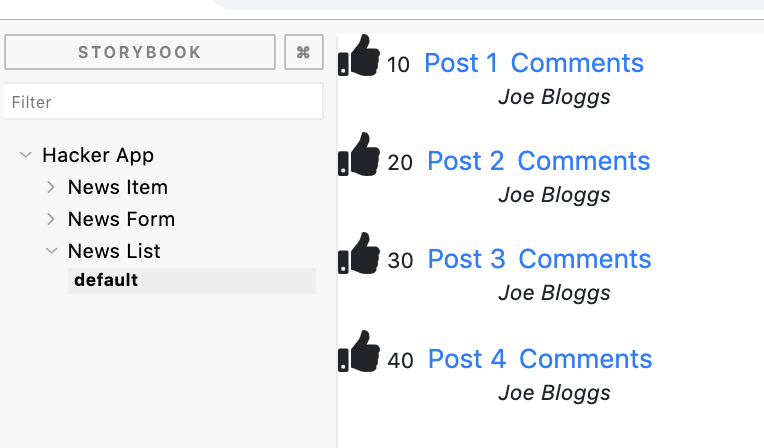 STORYBOOK ⌘
Filter
Hacker App
News Item
News Form
News List
default
10 Post 1 Comments
Joe Bloggs
20 Post 2 Comments
Joe Bloggs
30 Post 3 Comments
Joe Bloggs
40 Post 4 Comments
Joe Bloggs